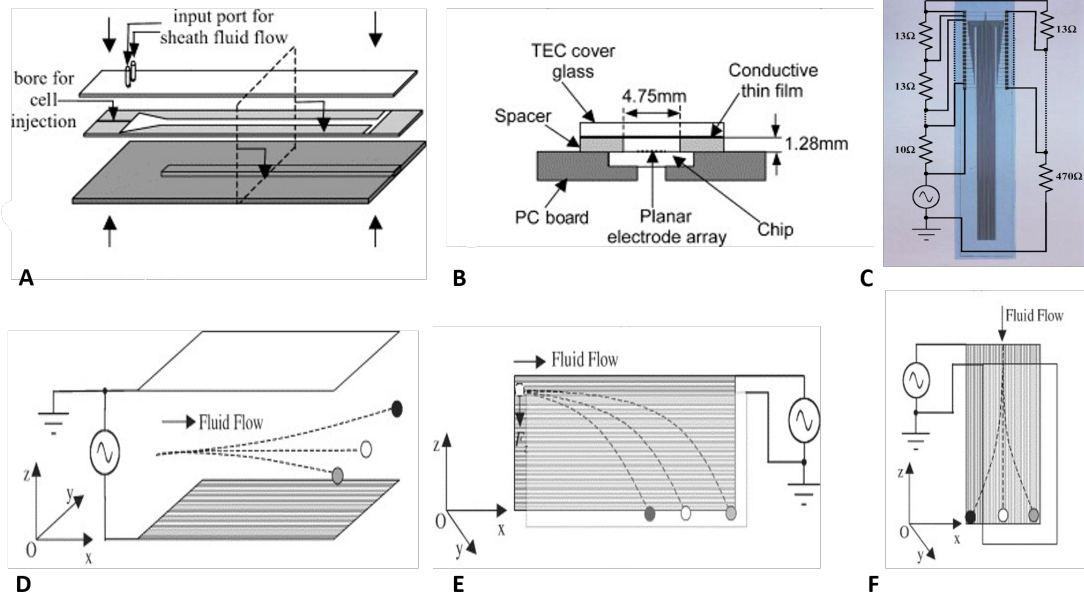 input port for
sheath fluid flow
bore for
cell
injection
A
TEC cover
glass
Conductive
thin film
4.75mm
Spacer
1.28mm
PC board
Planar
electrode array
Chip
B
13Ω
13Ω
13Ω
10Ω
470Ω
C
Fluid Flow
z
y
O
x
D
Fluid Flow
F z
z
O
x
y
E
Fluid Flow
z
O
x
y
F